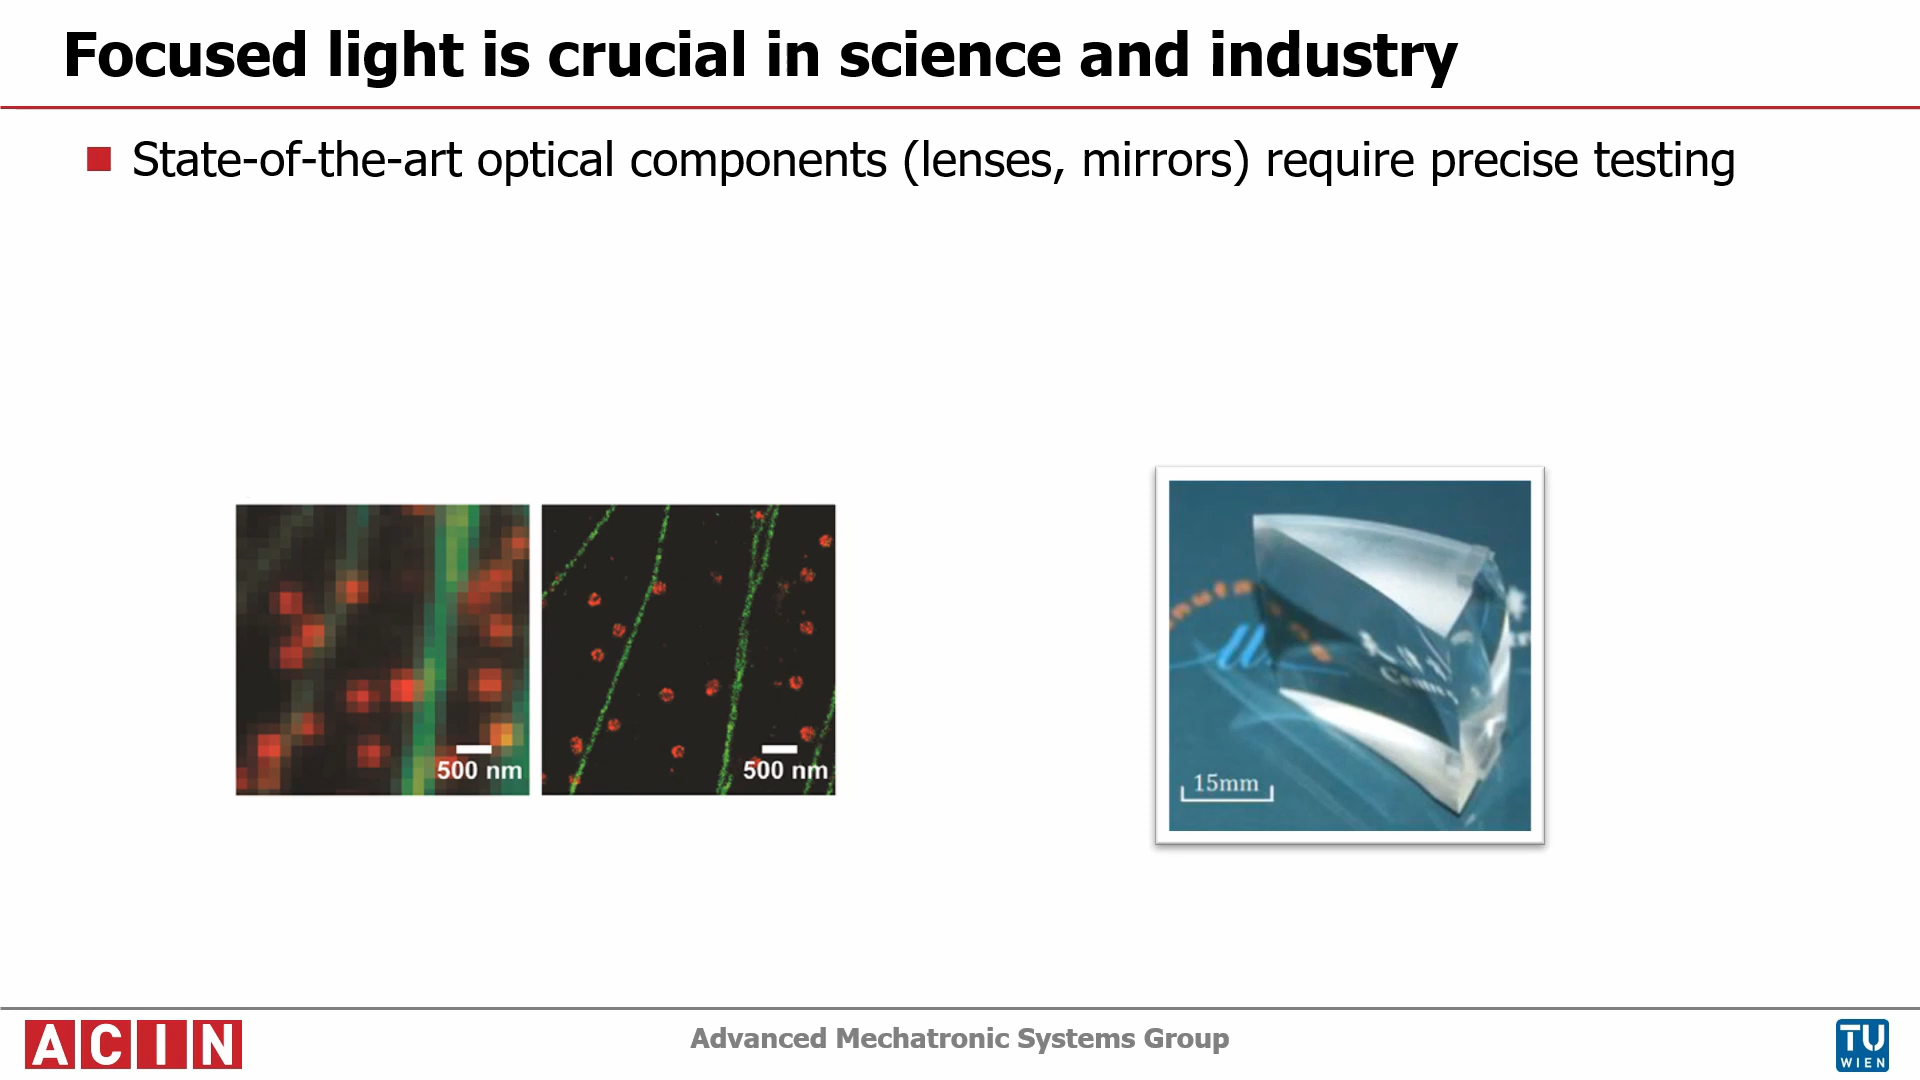 Focused light is crucial in science and industry
State-of-the-art optical components (lenses, mirrors) require precise testing
500 nm
500 nm
15mm
ACIN
Advanced Mechatronic Systems Group
TU
WIEN